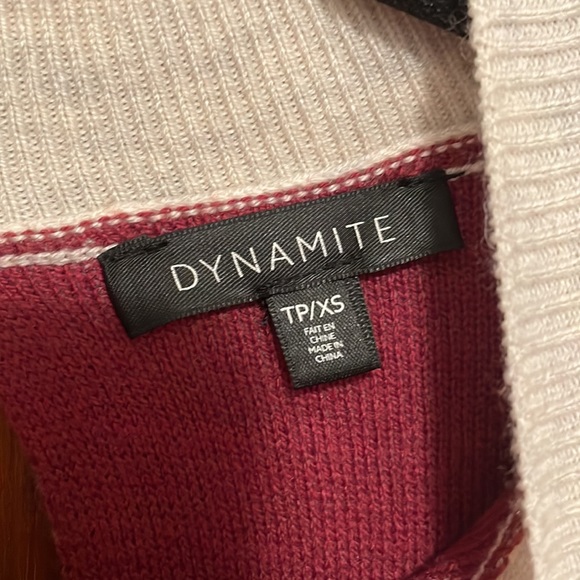 DYNAMITE
TP/XS
FAIT EN
CHINE
MADE IN
CHINA